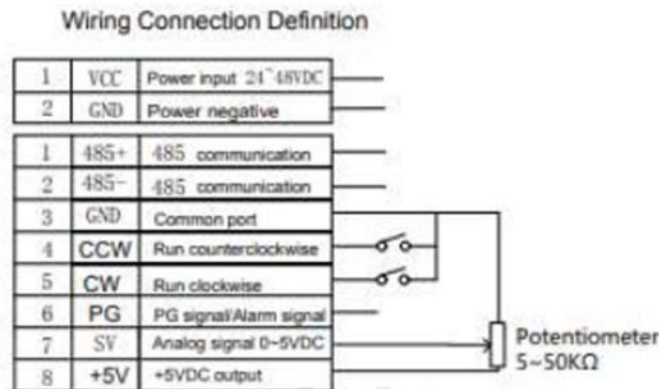 Wiring Connection Definition
1 VCC Power input 24~48VDC
2 GND Power negative
1 485+ 485 communication
2 485- 485 communication
3 GND Common port
4 CCW Run counterclockwise
5 CW Run clockwise
6 PG PG signal/Alarm signal
7 SV Analog signal 0~5VDC
8 +5V +5VDC output
Potentiometer
5~50KΩ